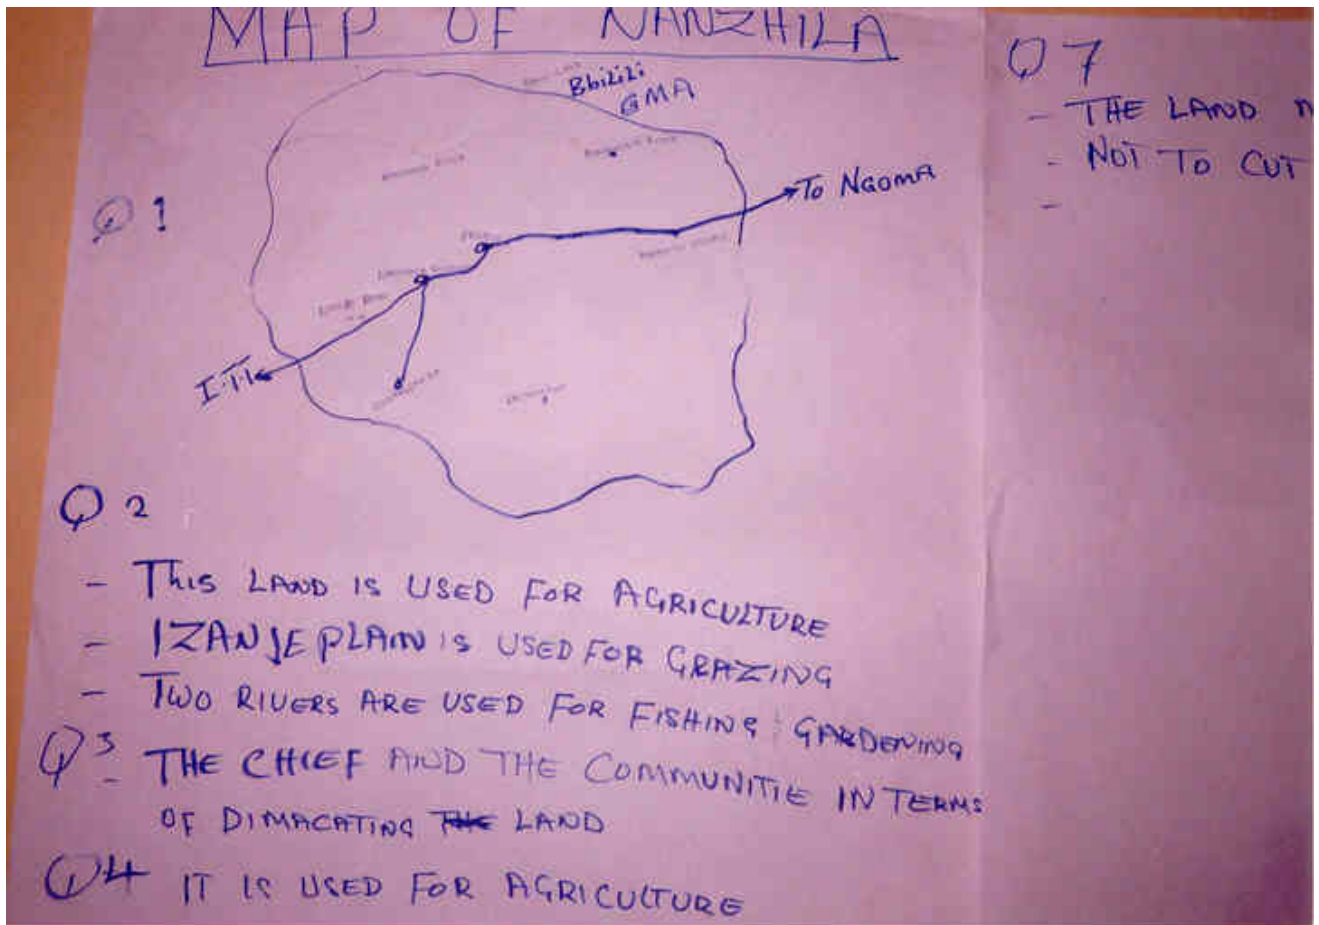 MAP OF NANZHILA
Bbilili
GMA
To NGOMA
Q 1
I.T.T
Q 2
- THIS LAND IS USED FOR AGRICULTURE
- IZANJE PLAIN IS USED FOR GRAZING
- TWO RIVERS ARE USED FOR FISHING : GARDENING
Q3
- THE CHIEF AND THE COMMUNITIE IN TERMS
OF DIMACATING THE LAND
Q4 IT IS USED FOR AGRICULTURE
Q 7
- THE LAND
- NOT TO CUT
-